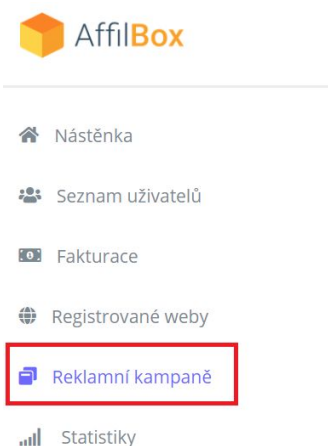 AffilBox
Nástěnka
Seznam uživatelů
Fakturace
Registrované weby
Reklamní kampaně
Statistiky